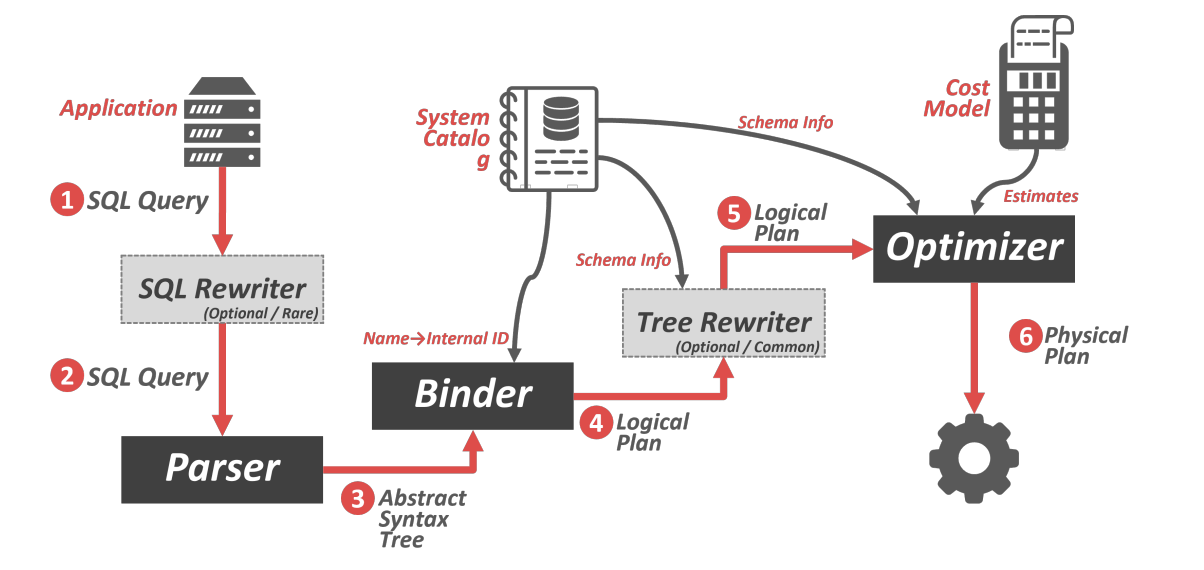 Application
1 SQL Query
SQL Rewriter
(Optional / Rare)
2 SQL Query
Parser
3 Abstract
Syntax
Tree
System
Catalo
g
Name→Internal ID
Binder
4 Logical
Plan
Schema Info
Tree Rewriter
(Optional / Common)
5 Logical
Plan
Schema Info
Cost
Model
Estimates
Optimizer
6 Physical
Plan